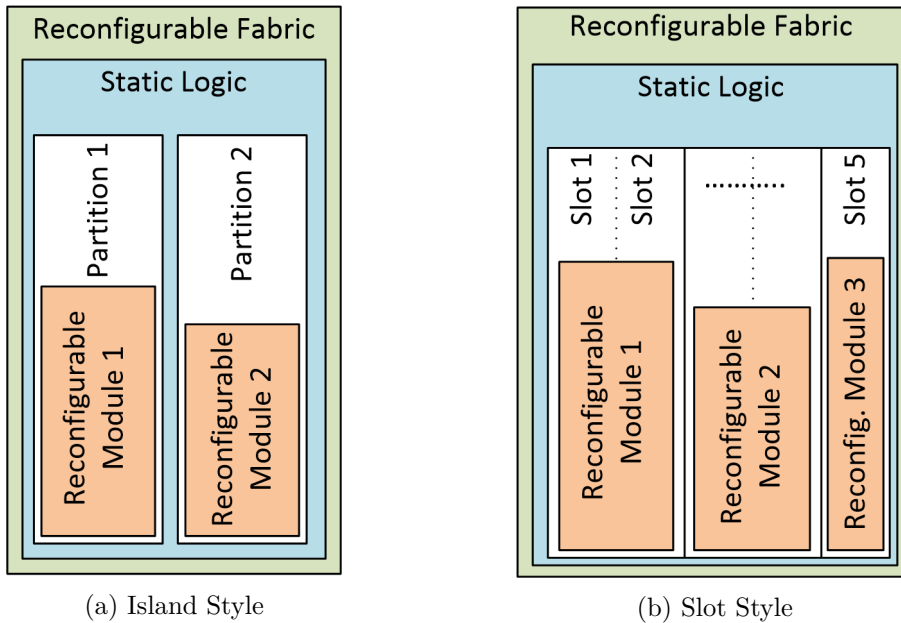 Reconfigurable Fabric
Static Logic
Partition 1
Partition 2
Reconfigurable
Module 1
Reconfigurable
Module 2
(a) Island Style
Reconfigurable Fabric
Static Logic
Slot 1
Slot 2
Slot 5
Reconfigurable
Module 1
Reconfigurable
Module 2
Reconfig. Module 3
(b) Slot Style